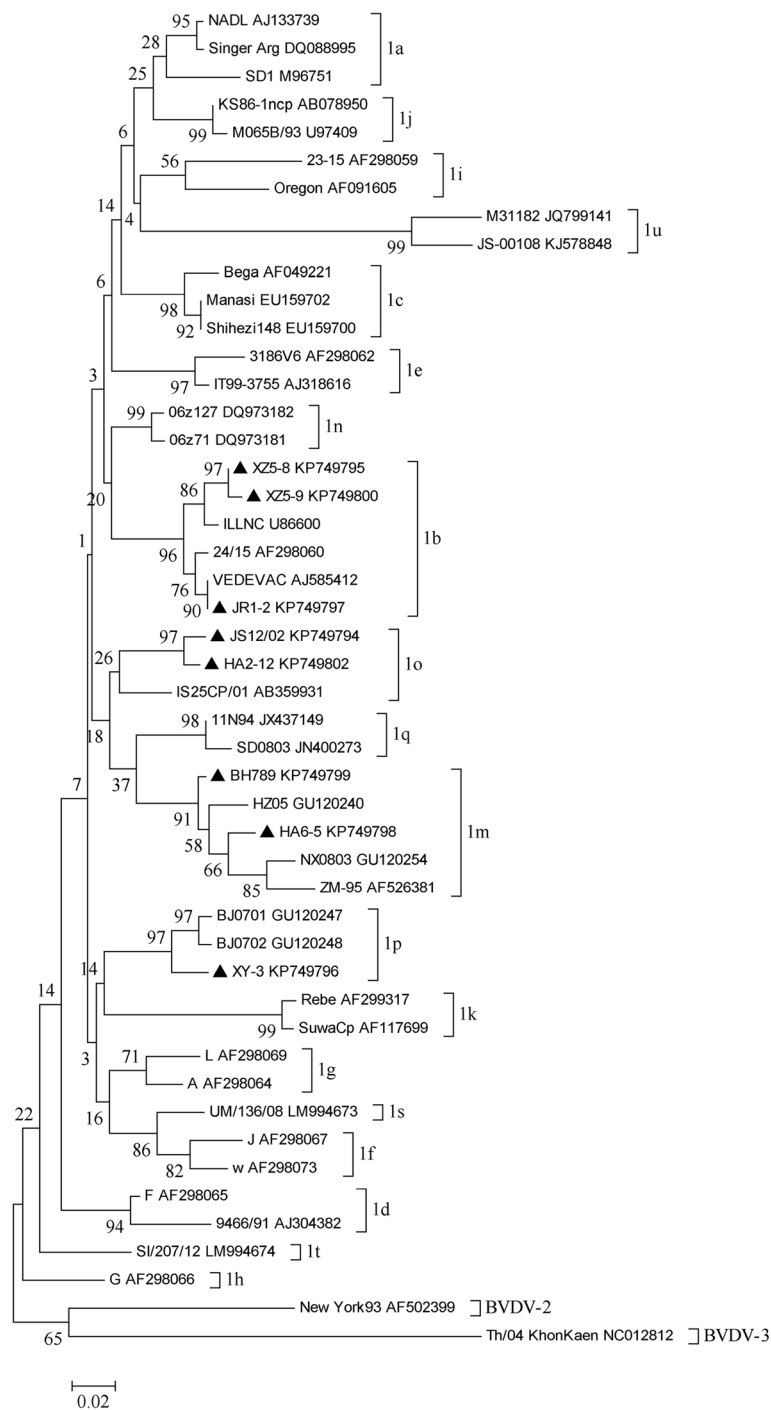 95 NADL AJ133739
28 Singer Arg DQ088995 1a
25 SD1 M96751
KS86-1ncp AB078950 1j
6 99 M065B/93 U97409
56 23-15 AF298059 1i
14 4 Oregon AF091605
M31182 JQ799141 1u
99 JS-00108 KJ578848
Bega AF049221
6 98 Manasi EU159702 1c
92 Shihezi148 EU159700
3 3186V6 AF298062 1e
97 IT99-3755 AJ318616
99 06z127 DQ973182 1n
06z71 DQ973181
97 ▲ XZ5-8 KP749795
20 86 ▲ XZ5-9 KP749800
ILLNC U86600
1 96 24/15 AF298060 1b
76 VEDEVAC AJ585412
90 ▲ JR1-2 KP749797
97 ▲ JS12/02 KP749794
26 ▲ HA2-12 KP749802 1o
IS25CP/01 AB359931
18 98 11N94 JX437149 1q
SD0803 JN400273
7 37 ▲ BH789 KP749799
91 HZ05 GU120240
58 ▲ HA6-5 KP749798 1m
66 NX0803 GU120254
85 ZM-95 AF526381
97 BJ0701 GU120247
97 BJ0702 GU120248 1p
14 ▲ XY-3 KP749796
14 Rebe AF299317 1k
99 SuwaCp AF117699
3 71 L AF298069 1g
A AF298064
22 16 UM/136/08 LM994673 1s
86 J AF298067 1f
82 w AF298073
F AF298065 1d
94 9466/91 AJ304382
SI/207/12 LM994674 1t
G AF298066 1h
New York93 AF502399 BVDV-2
65 Th/04 KhonKaen NC012812 BVDV-3
0.02